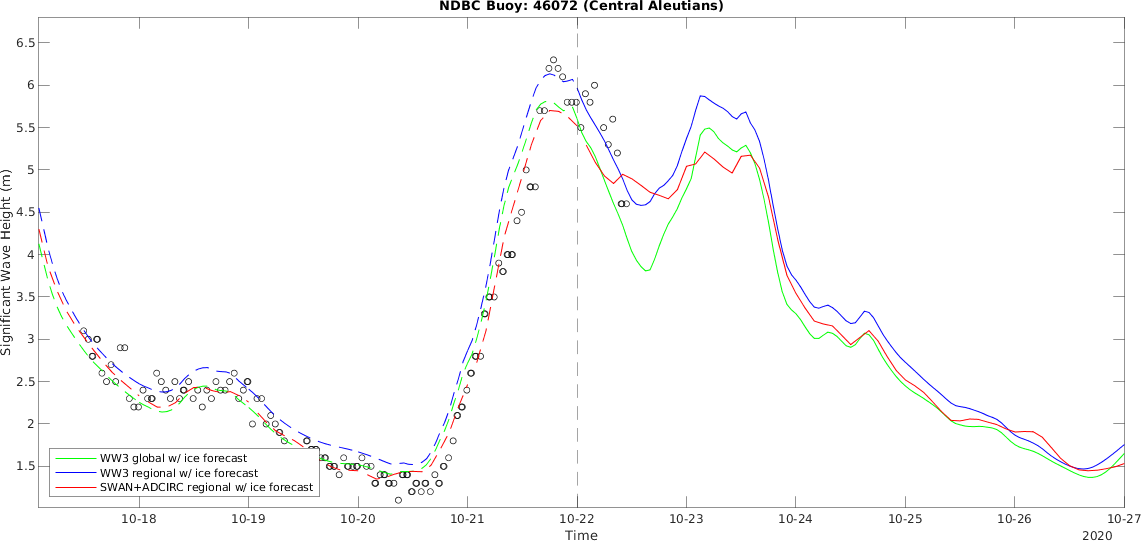 NDBC Buoy: 46072 (Central Aleutians)
6.5
6
5.5
5
4.5
4
3.5
3
2.5
2
1.5
Significant Wave Height (m)
WW3 global w/ ice forecast
WW3 regional w/ ice forecast
SWAN+ADCIRC regional w/ ice forecast
10-18 10-19 10-20 10-21 10-22 10-23 10-24 10-25 10-26 10-27
Time
2020